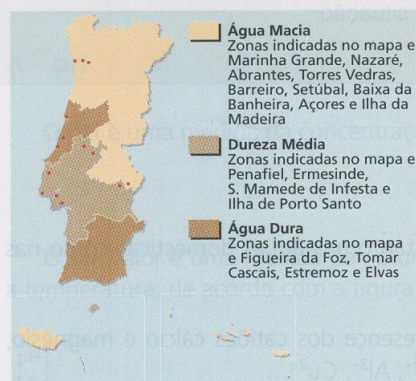 situação
Água Macia
Zonas indicadas no mapa e
Marinha Grande, Nazaré,
Abrantes, Torres Vedras,
Barreiro, Setúbal, Baixa da
Banheira, Açores e Ilha da
Madeira
Dureza Média
Zonas indicadas no mapa e
Penafiel, Ermesinde,
S. Mamede de Infesta e
Ilha de Porto Santo
Água Dura
Zonas indicadas no mapa
e Figueira da Foz, Tomar
Cascais, Estremoz e Elvas